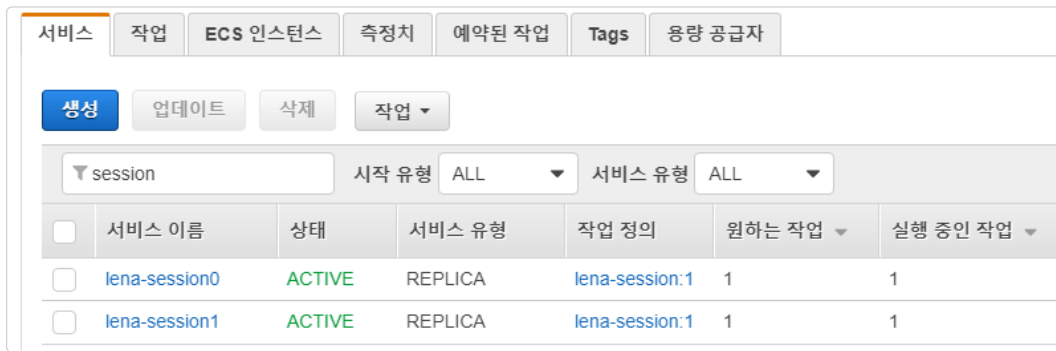 서비스 작업 ECS 인스턴스 측정치 예약된 작업 Tags 용량 공급자
생성 업데이트 삭제 작업
session 시작 유형 ALL 서비스 유형 ALL
서비스 이름 상태 서비스 유형 작업 정의 원하는 작업 실행 중인 작업
lena-session0 ACTIVE REPLICA lena-session:1 1 1
lena-session1 ACTIVE REPLICA lena-session:1 1 1